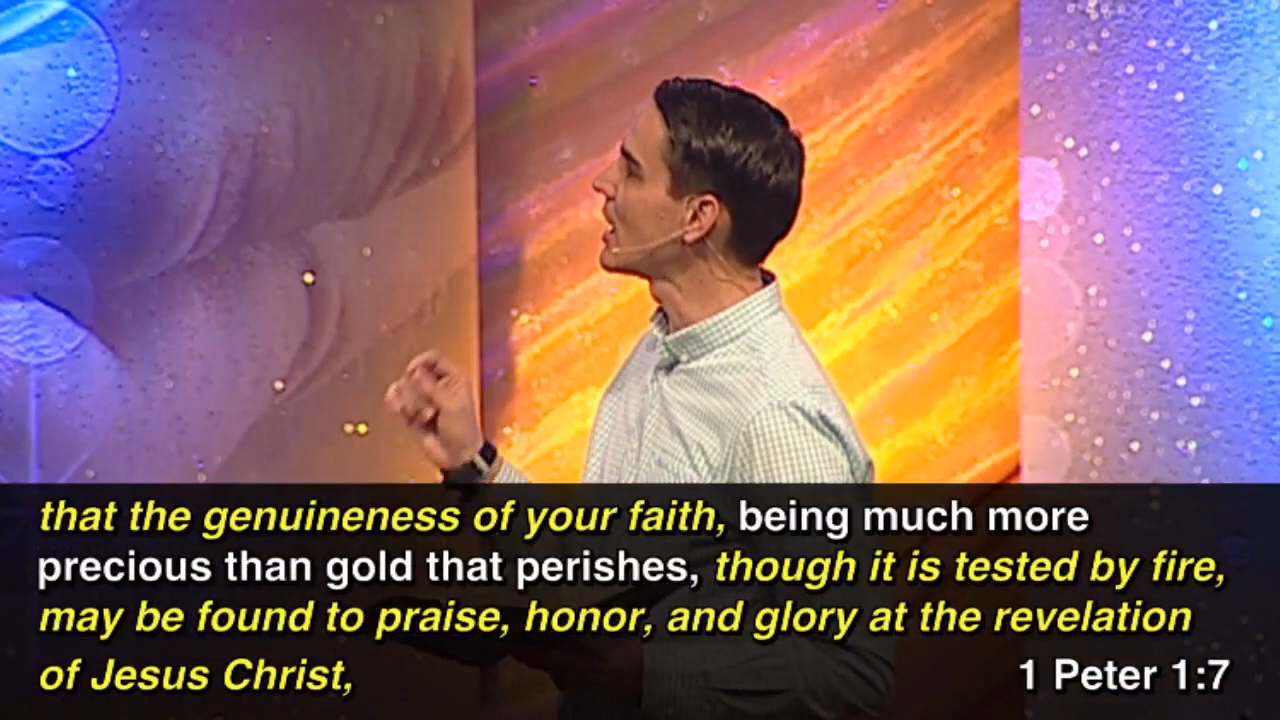 that the genuineness of your faith, being much more
precious than gold that perishes, though it is tested by fire,
may be found to praise, honor, and glory at the revelation
of Jesus Christ, 1 Peter 1:7